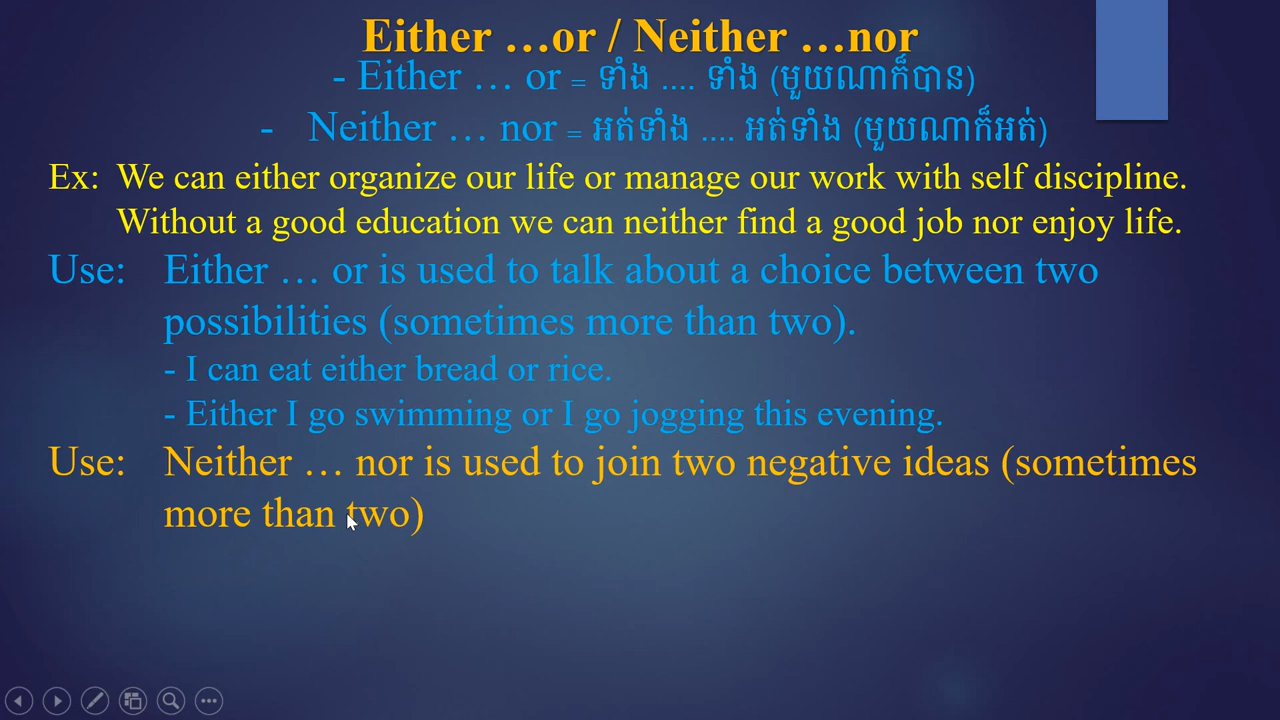 Either …or / Neither …nor
- Either … or = ទាំង .... ទាំង (មួយណាក៏បាន)
- Neither … nor = អត់ទាំង .... អត់ទាំង (មួយណាក៏អត់)
Ex: We can either organize our life or manage our work with self discipline.
Without a good education we can neither find a good job nor enjoy life.
Use: Either … or is used to talk about a choice between two
possibilities (sometimes more than two).
- I can eat either bread or rice.
- Either I go swimming or I go jogging this evening.
Use: Neither … nor is used to join two negative ideas (sometimes
more than two)